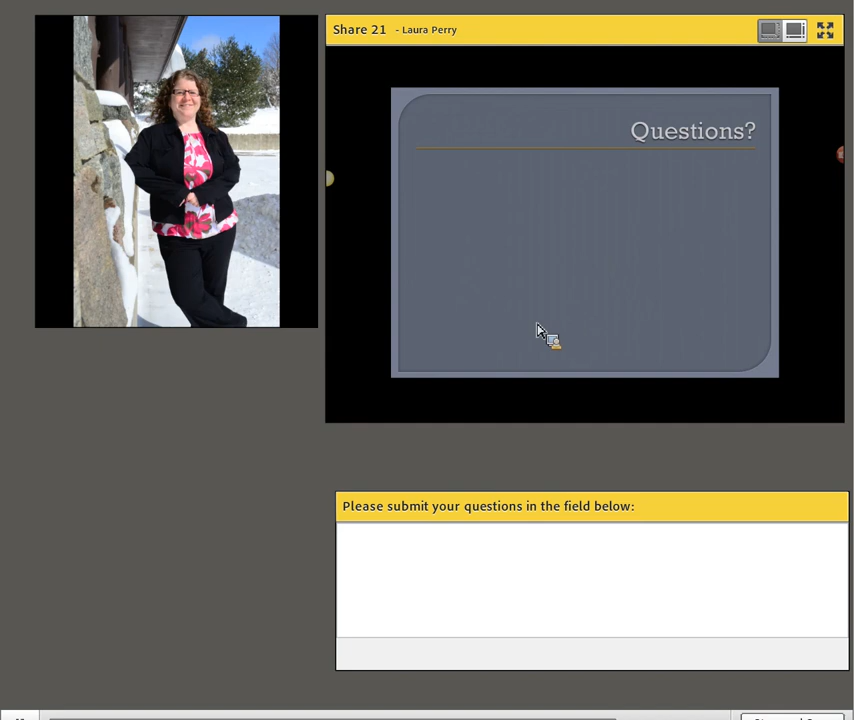 Share 21 - Laura Perry
Questions?
Please submit your questions in the field below: